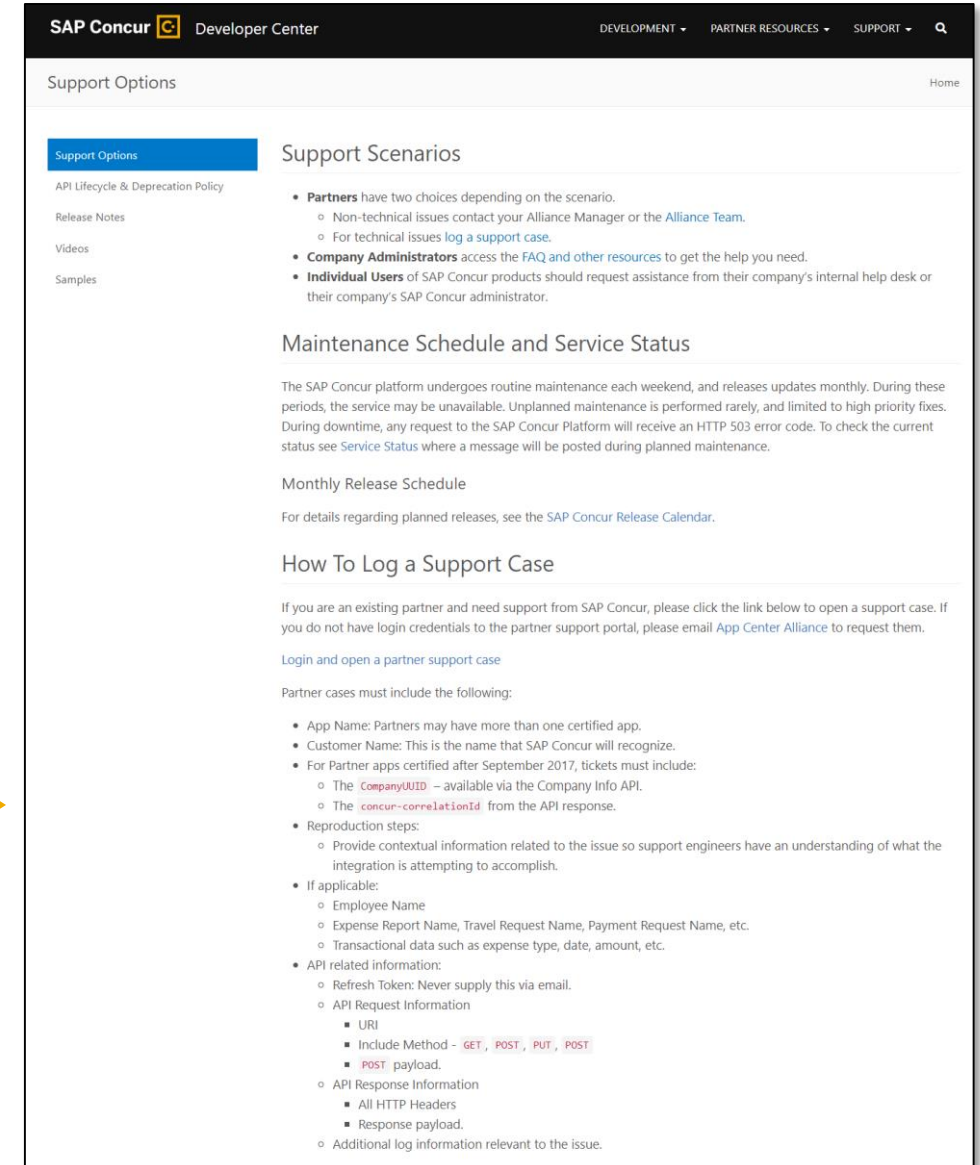 SAP Concur C Developer Center
DEVELOPMENT PARTNER RESOURCES SUPPORT
Support Options
Home
Support Options
API Lifecycle & Deprecation Policy
Release Notes
Videos
Samples
Support Scenarios
• Partners have two choices depending on the scenario.
Non-technical issues contact your Alliance Manager or the Alliance Team.
For technical issues log a support case.
• Company Administrators access the FAQ and other resources to get the help you need.
• Individual Users of SAP Concur products should request assistance from their company's internal help desk or
their company's SAP Concur administrator.
Maintenance Schedule and Service Status
The SAP Concur platform undergoes routine maintenance each weekend, and releases updates monthly. During these
periods, the service may be unavailable. Unplanned maintenance is performed rarely, and limited to high priority fixes.
During downtime, any request to the SAP Concur Platform will receive an HTTP 503 error code. To check the current
status see Service Status where a message will be posted during planned maintenance.
Monthly Release Schedule
For details regarding planned releases, see the SAP Concur Release Calendar.
How To Log a Support Case
If you are an existing partner and need support from SAP Concur, please click the link below to open a support case. If
you do not have login credentials to the partner support portal, please email App Center Alliance to request them.
Login and open a partner support case
Partner cases must include the following:
• App Name: Partners may have more than one certified app.
• Customer Name: This is the name that SAP Concur will recognize.
• For Partner apps certified after September 2017, tickets must include:
The CompanyUUID – available via the Company Info API.
The concur-correlationId from the API response.
• Reproduction steps:
Provide contextual information related to the issue so support engineers have an understanding of what the
integration is attempting to accomplish.
• If applicable:
Employee Name
Expense Report Name, Travel Request Name, Payment Request Name, etc.
Transactional data such as expense type, date, amount, etc.
• API related information:
Refresh Token: Never supply this via email.
API Request Information
URI
Include Method - GET, POST, PUT, POST
POST payload.
API Response Information
All HTTP Headers
Response payload.
Additional log information relevant to the issue.